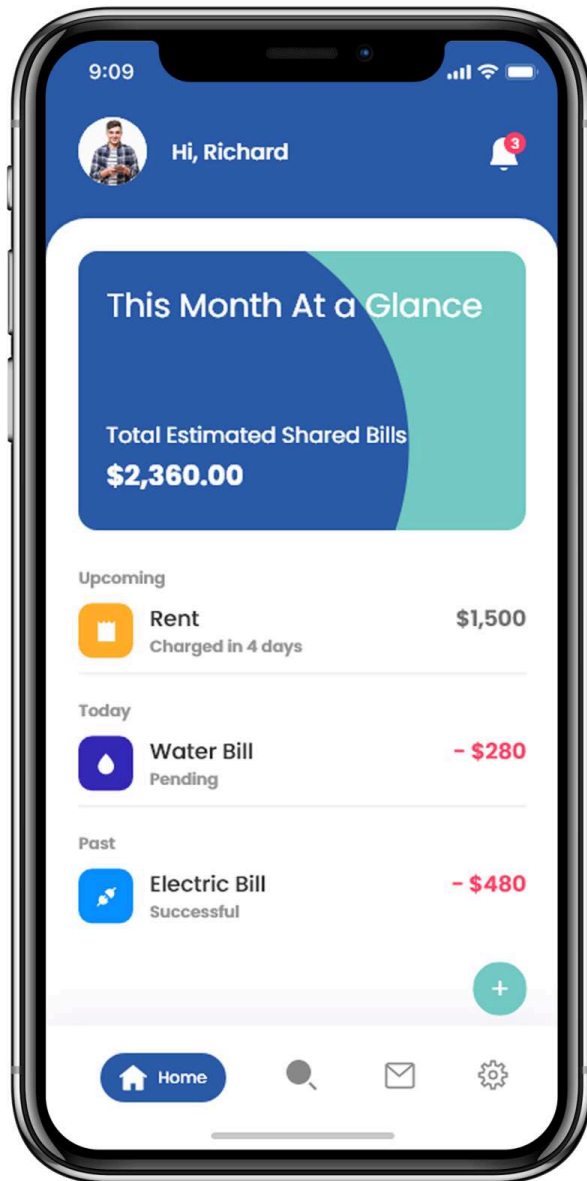 9:09
Hi, Richard
3
This Month At a Glance
Total Estimated Shared Bills
$2,360.00
Upcoming
Rent
$1,500
Charged in 4 days
Today
Water Bill
- $280
Pending
Past
Electric Bill
- $480
Successful
+
Home